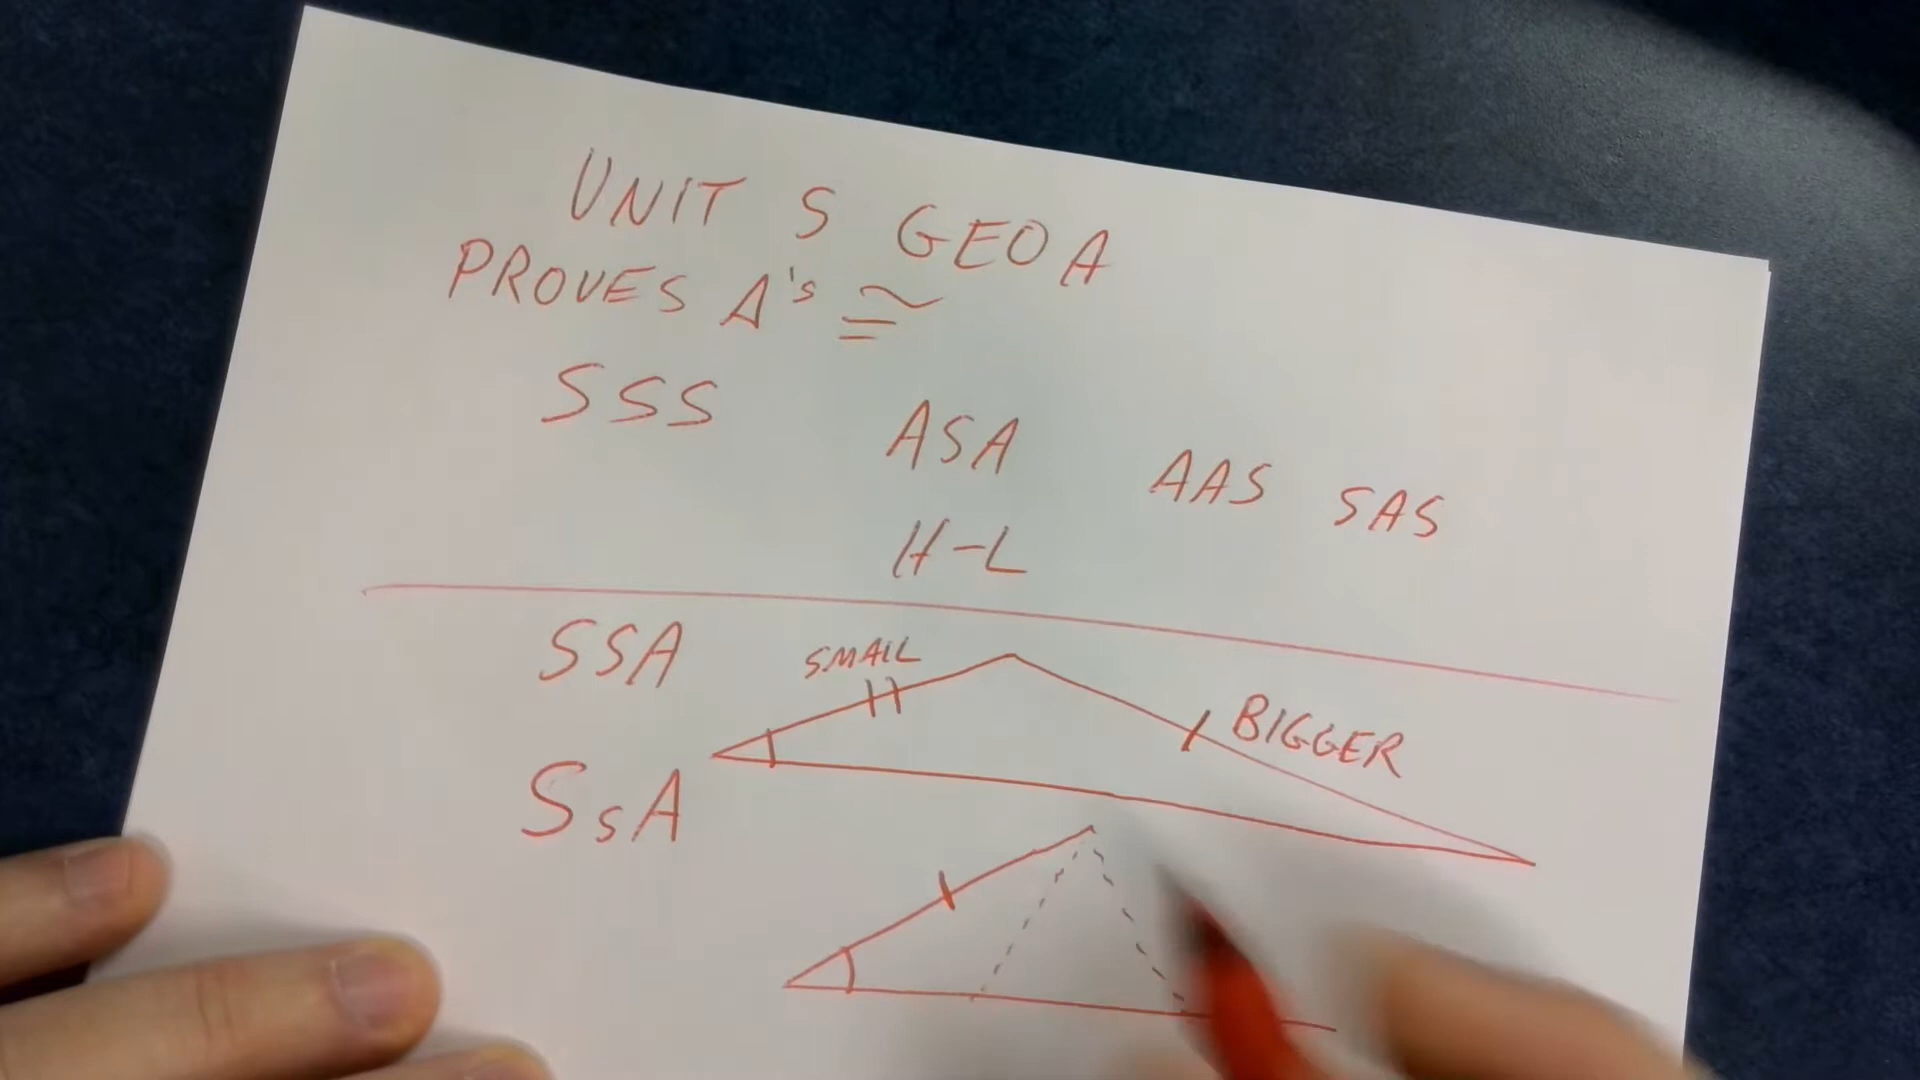 UNIT 5 GEO A
PROVES A's ≅
SSS ASA AAS SAS
H-L
SSA SMALL BIGGER
SsA